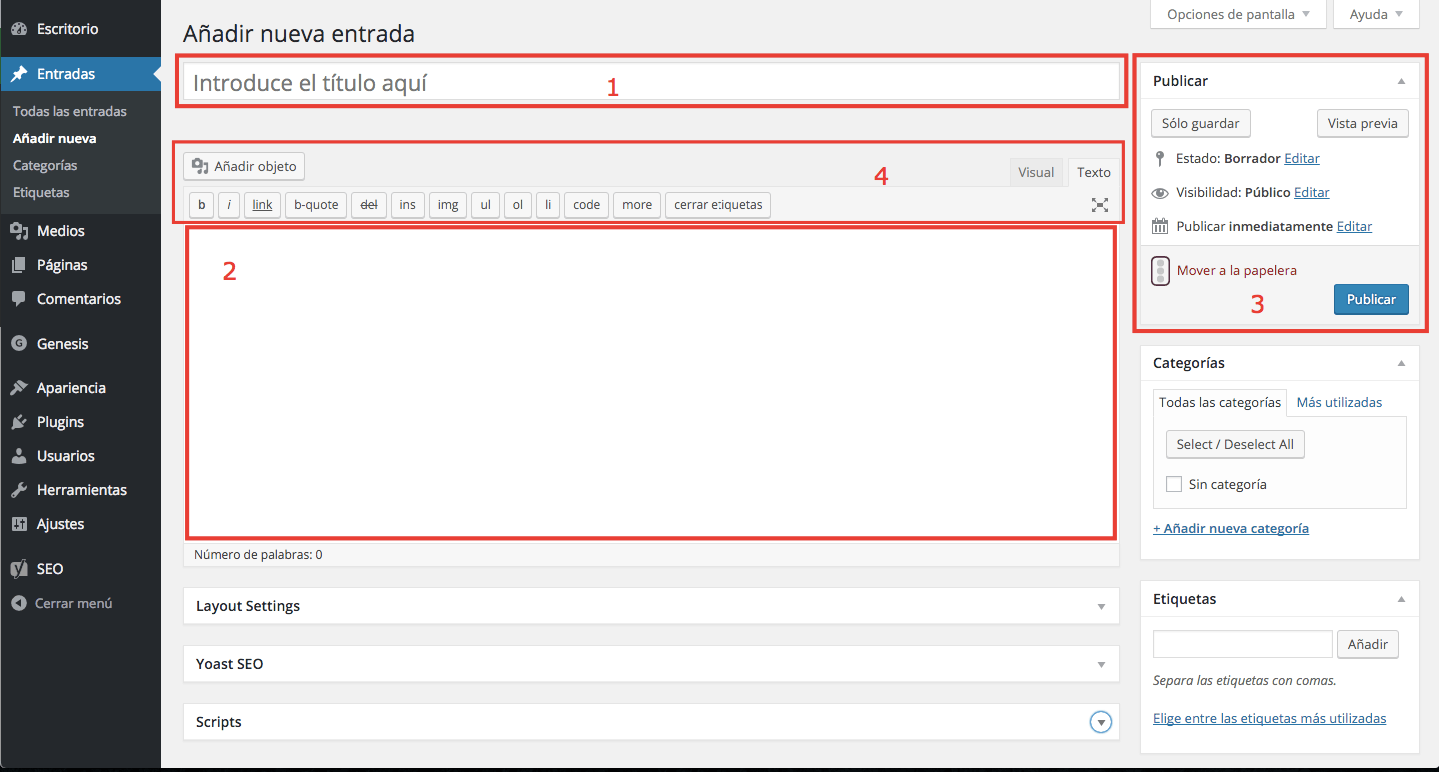 Escritorio
Entradas
Todas las entradas
Añadir nueva
Categorías
Etiquetas
Medios
Páginas
Comentarios
Genesis
Apariencia
Plugins
Usuarios
Herramientas
Ajustes
SEO
Cerrar menú
Opciones de pantalla
Ayuda
Añadir nueva entrada
Introduce el título aquí
1
Añadir objeto
4
Visual
Texto
b
i
link
b-quote
del
ins
img
ul
ol
li
code
more
cerrar etiquetas
2
Número de palabras: 0
Layout Settings
Yoast SEO
Scripts
Publicar
Sólo guardar
Vista previa
Estado: Borrador Editar
Visibilidad: Público Editar
Publicar inmediatamente Editar
Mover a la papelera
3
Publicar
Categorías
Todas las categorías
Más utilizadas
Select / Deselect All
Sin categoría
+ Añadir nueva categoría
Etiquetas
Añadir
Separa las etiquetas con comas.
Elige entre las etiquetas más utilizadas